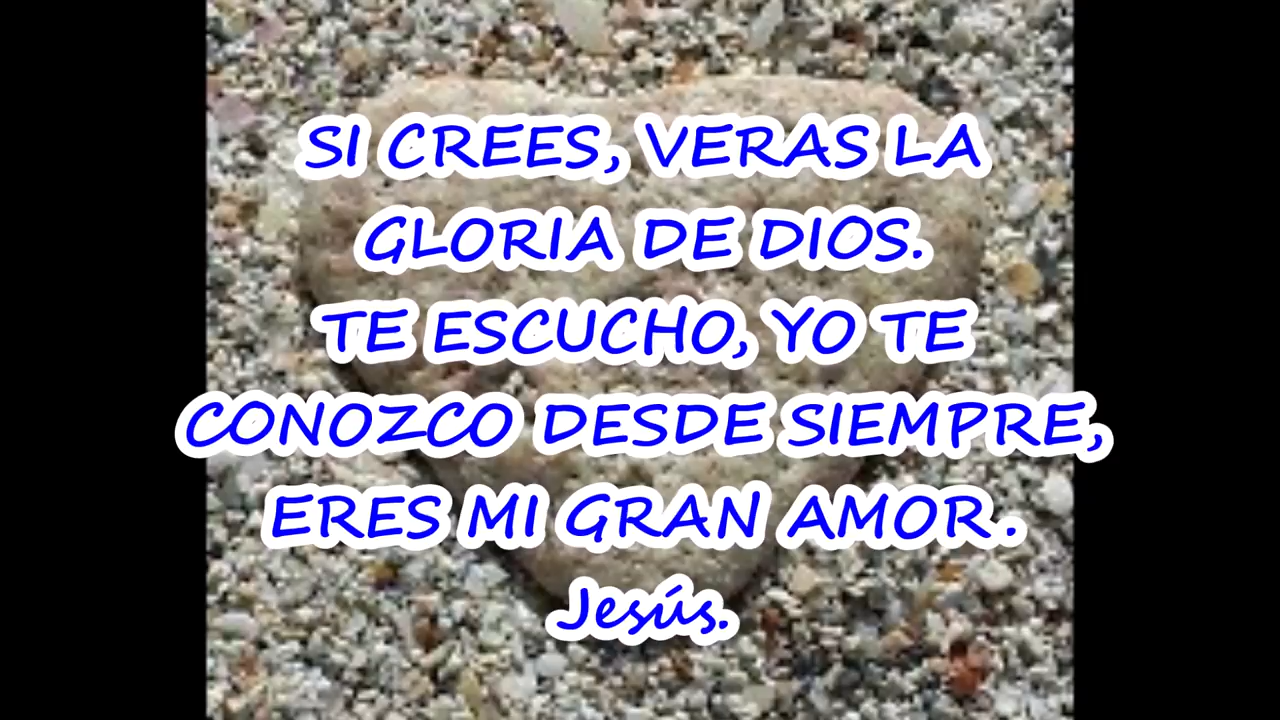 SI CREES, VERAS LA
GLORIA DE DIOS.
TE ESCUCHO, YO TE
CONOZCO DESDE SIEMPRE,
ERES MI GRAN AMOR.
Jesús.